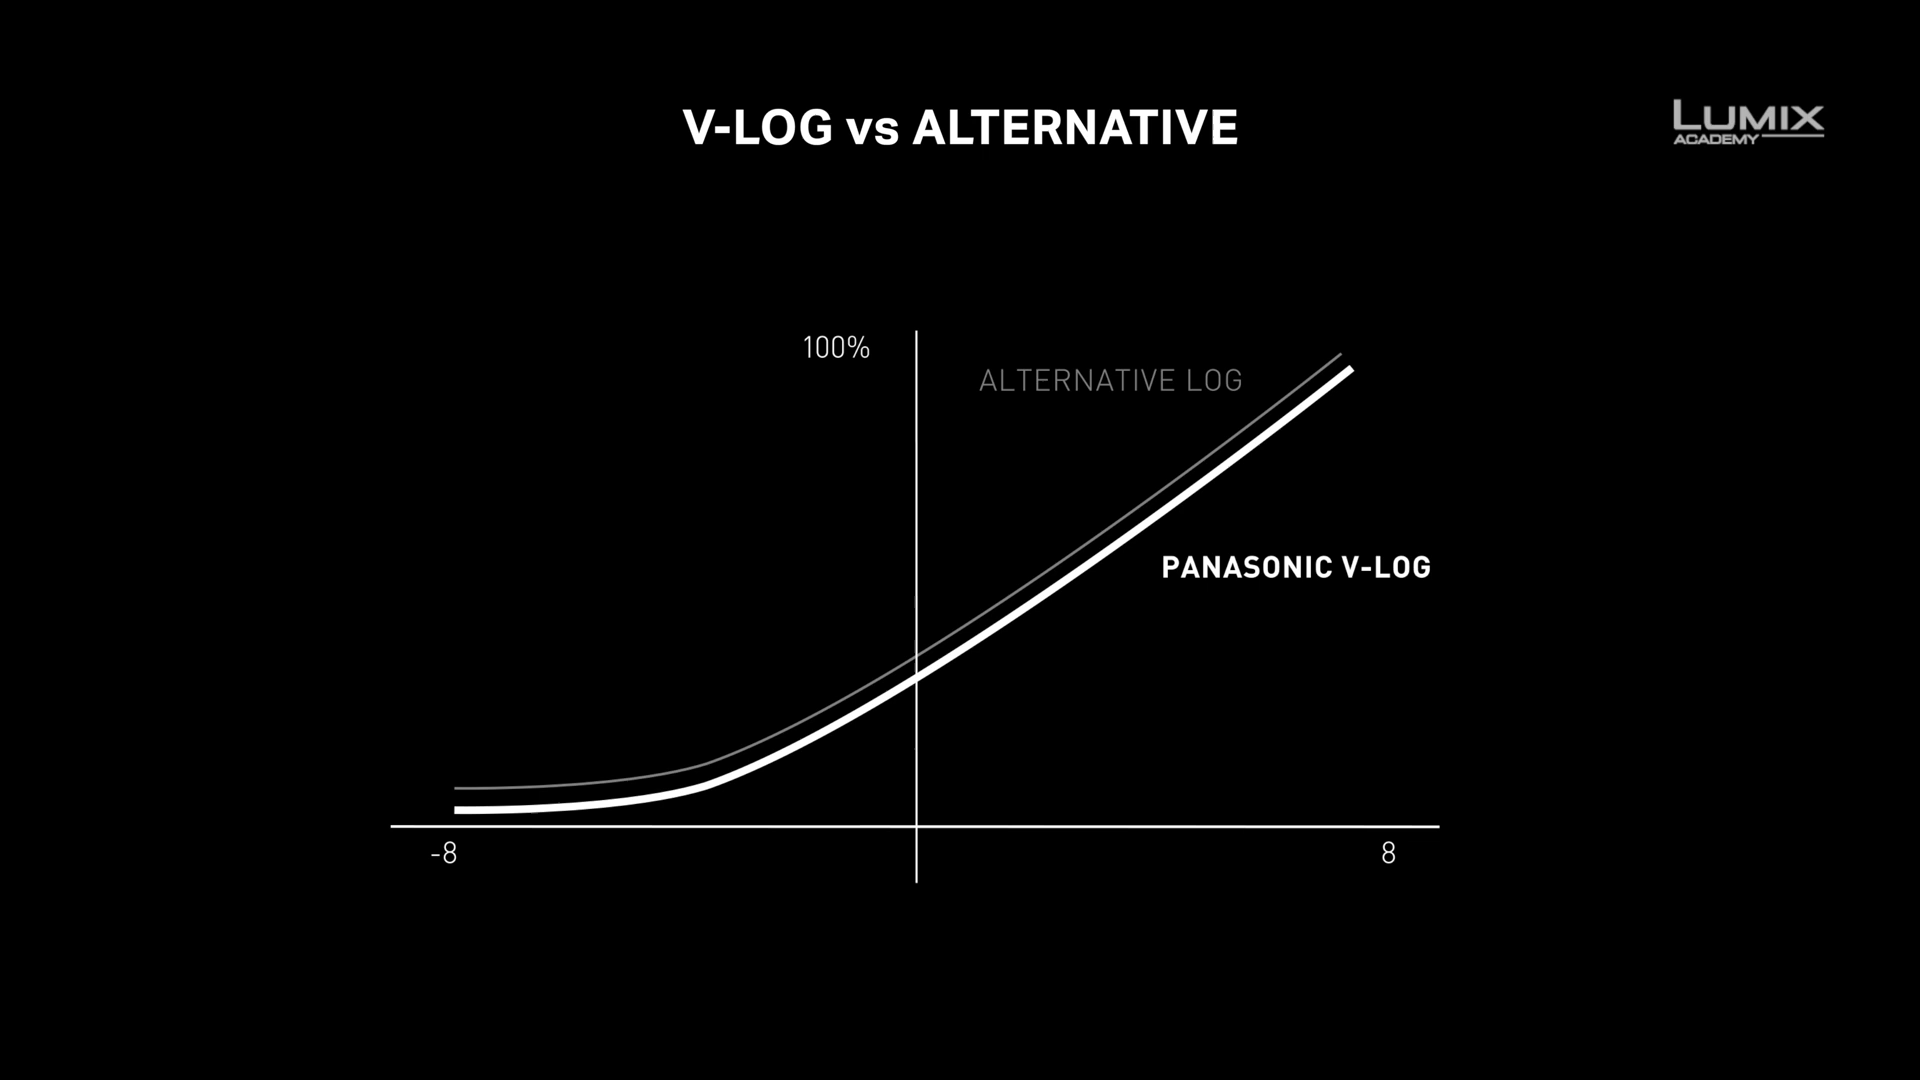 V-LOG vs ALTERNATIVE
LUMIX
ACADEMY
100%
ALTERNATIVE LOG
PANASONIC V-LOG
-8
8